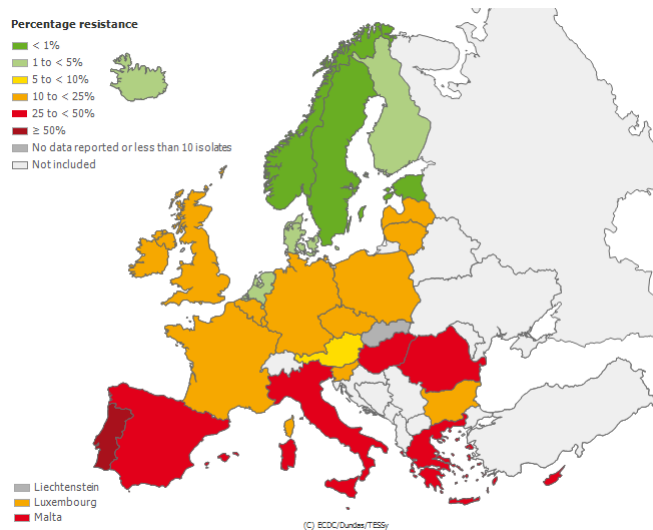 Percentage resistance
< 1%
1 to < 5%
5 to < 10%
10 to < 25%
25 to < 50%
≥ 50%
No data reported or less than 10 isolates
Not included
Liechtenstein
Luxembourg
Malta
(C) ECDC/Dundas/TESSy